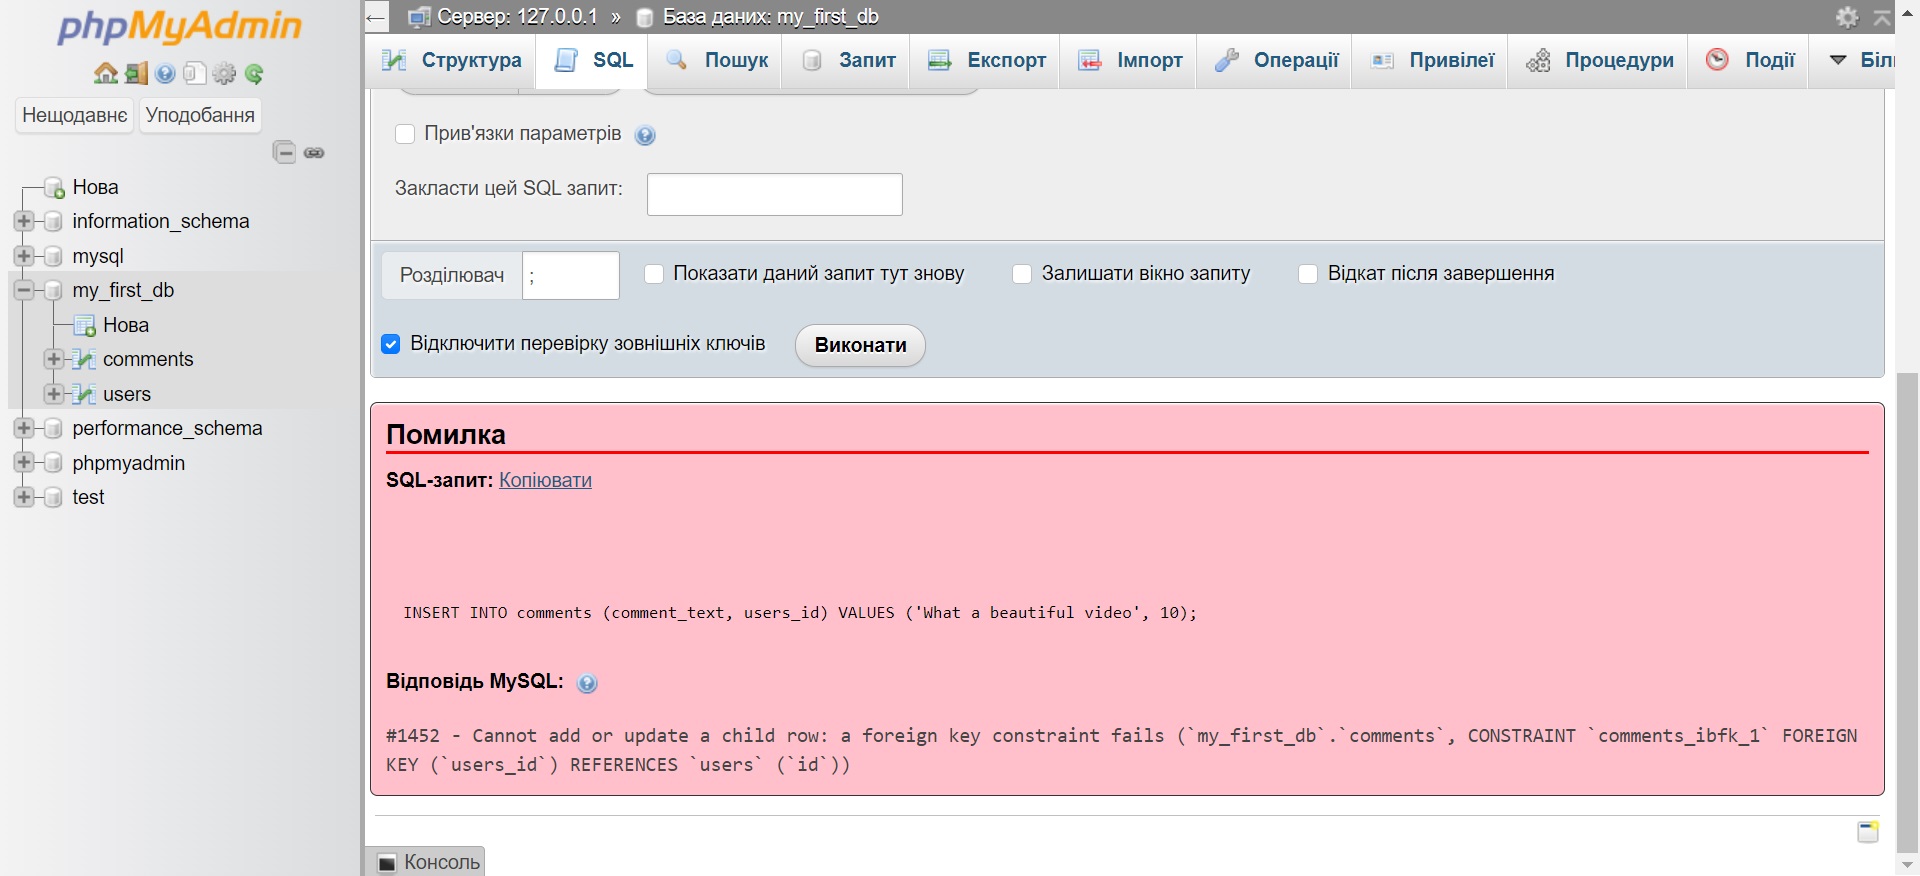 phpMyAdmin
Нещодавнє
Уподобання
Нова
information_schema
mysql
my_first_db
Нова
comments
users
performance_schema
phpmyadmin
test
Сервер: 127.0.0.1 » База даних: my_first_db
Структура
SQL
Пошук
Запит
Експорт
Імпорт
Операції
Привілеї
Процедури
Події
Біл
Прив'язки параметрів
Закласти цей SQL запит:
Розділювач ;
Показати даний запит тут знову
Залишати вікно запиту
Відкат після завершення
Відключити перевірку зовнішніх ключів
Виконати
Помилка
SQL-запит: Копіювати
INSERT INTO comments (comment_text, users_id) VALUES ('What a beautiful video', 10);
Відповідь MySQL:
#1452 - Cannot add or update a child row: a foreign key constraint fails (`my_first_db`.`comments`, CONSTRAINT `comments_ibfk_1` FOREIGN
KEY (`users_id`) REFERENCES `users` (`id`))
Консоль